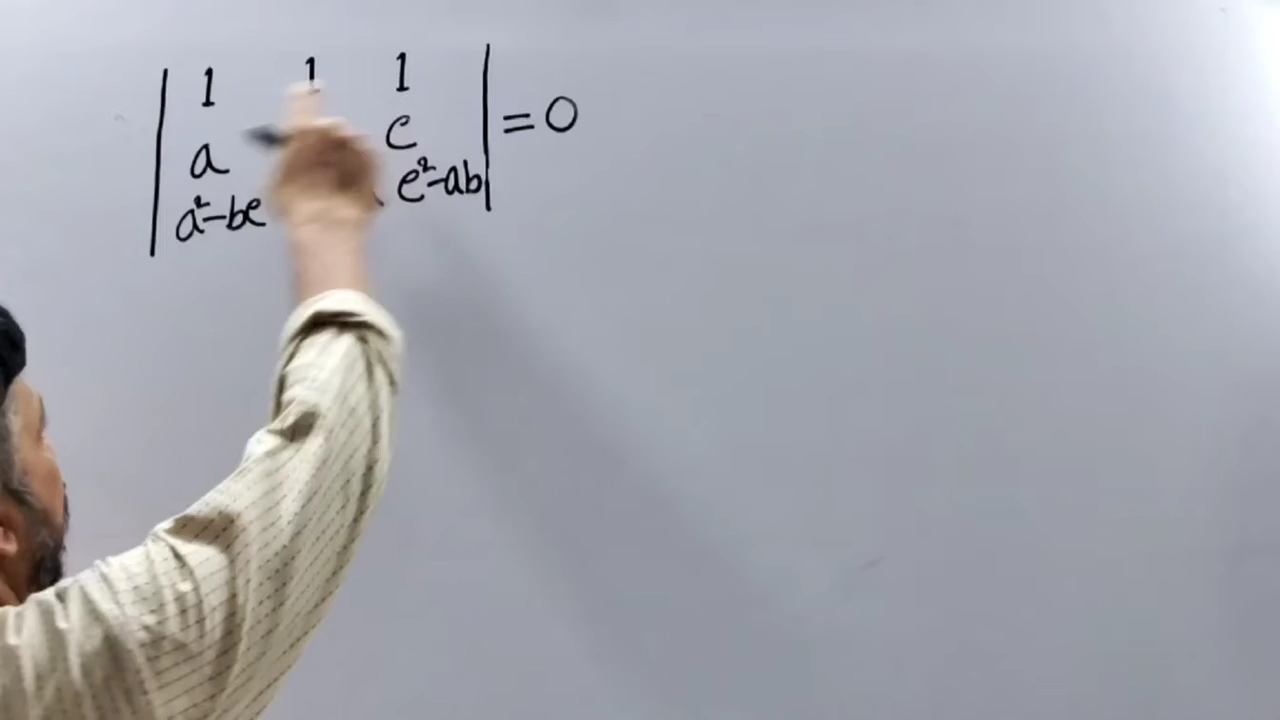 1 1 1 = 0
a c
a²-bc c²-ab